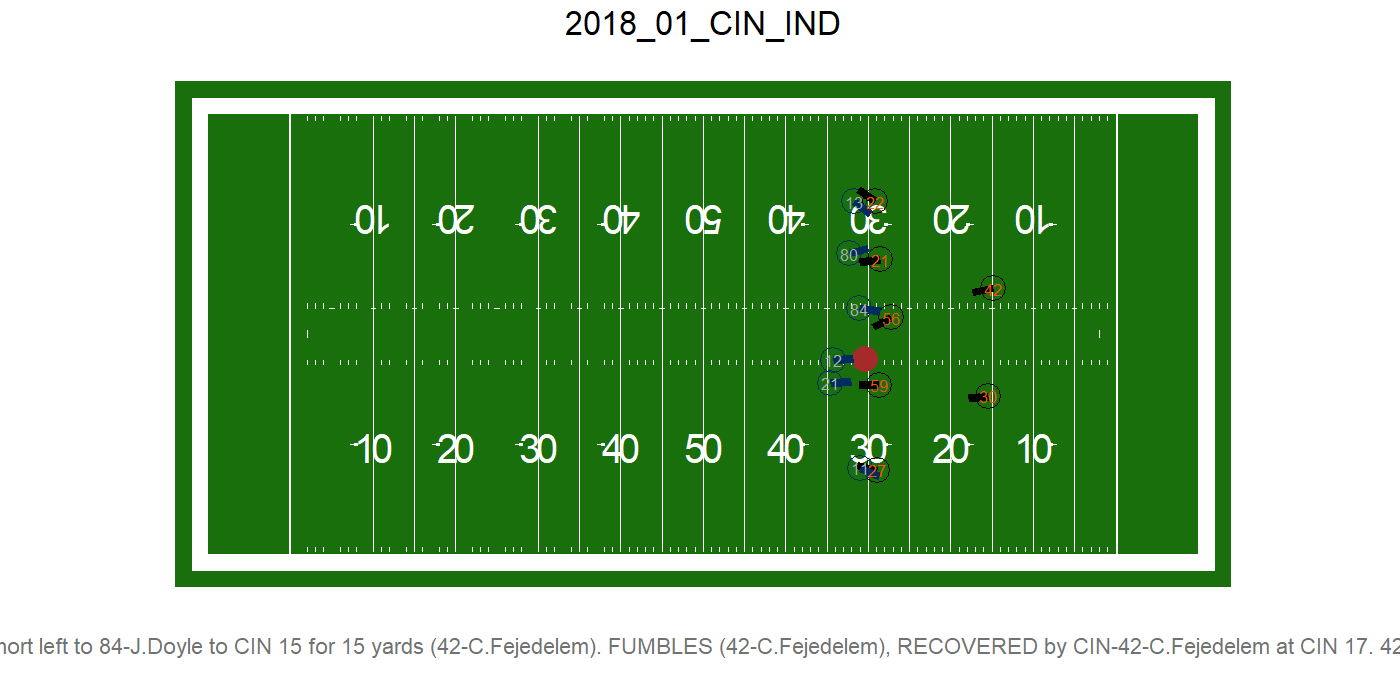 2018_01_CIN_IND
10 20 30 40 50 40 30 20 10
13 22
80 21
42
84 56
12
21 59
30
10 20 30 40 50 40 30 20 10
27
hort left to 84-J.Doyle to CIN 15 for 15 yards (42-C.Fejedelem). FUMBLES (42-C.Fejedelem), RECOVERED by CIN-42-C.Fejedelem at CIN 17. 42